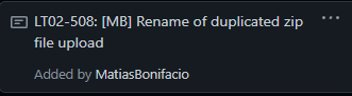 LT02-508: [MB] Rename of duplicated zip
file upload
Added by MatiasBonifacio